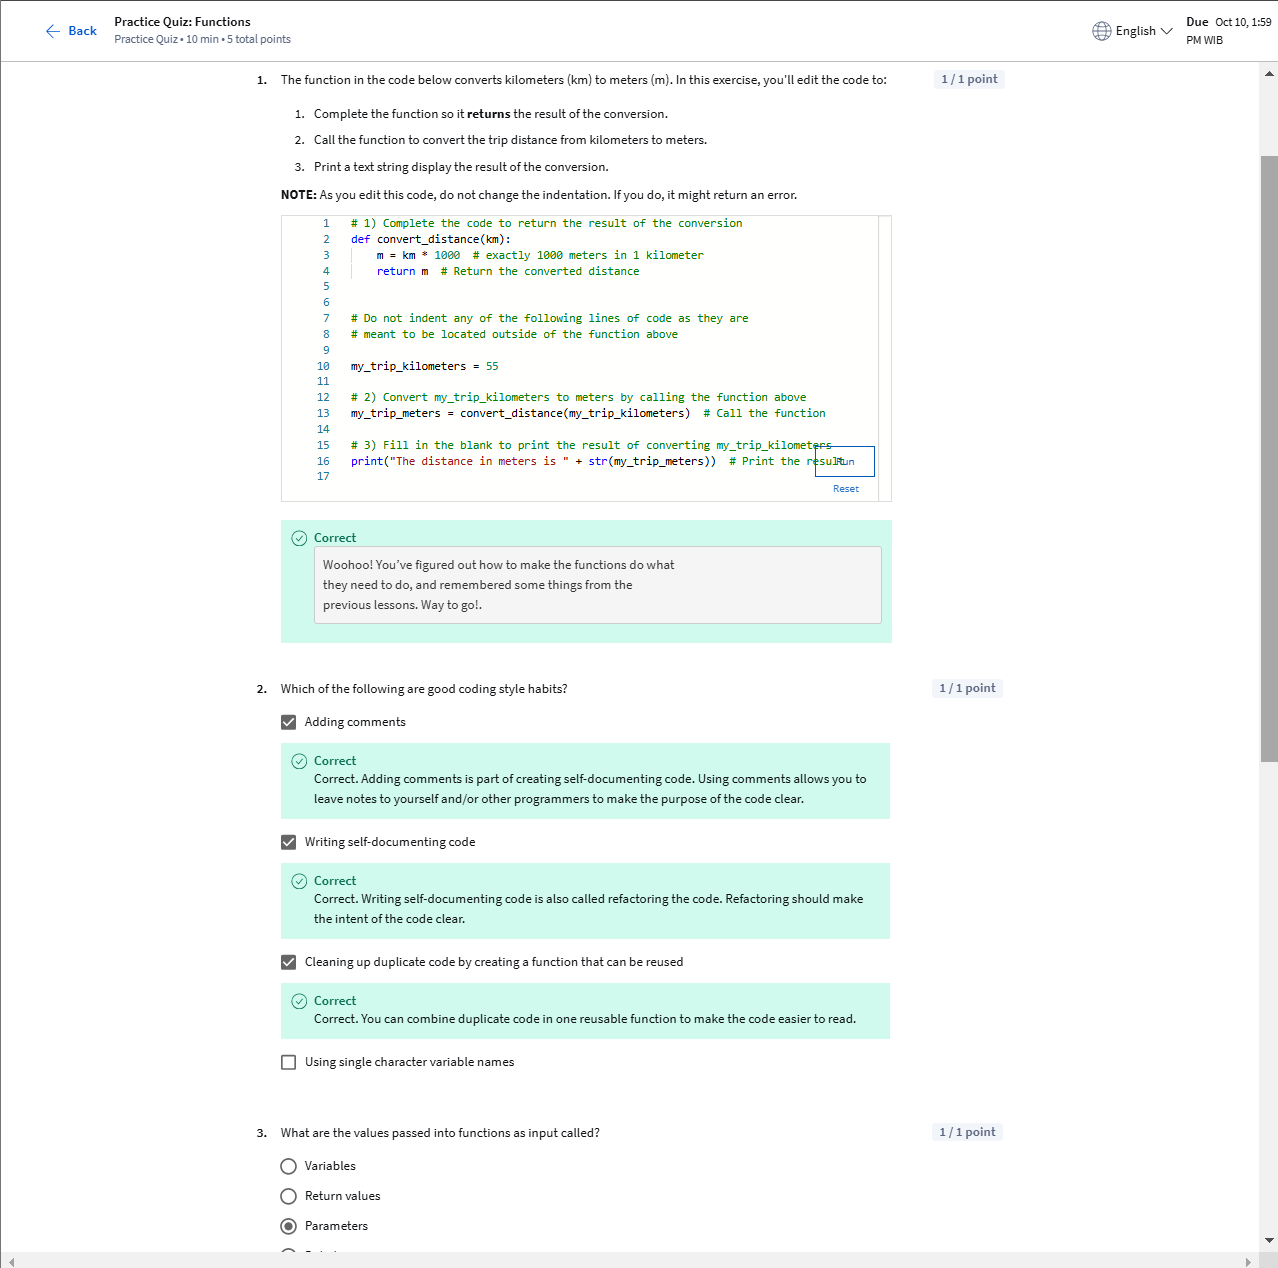 Back
Practice Quiz: Functions
Practice Quiz • 10 min • 5 total points
English
Due Oct 10, 1:59
PM WIB
1. The function in the code below converts kilometers (km) to meters (m). In this exercise, you'll edit the code to:
1 / 1 point
1. Complete the function so it returns the result of the conversion.
2. Call the function to convert the trip distance from kilometers to meters.
3. Print a text string display the result of the conversion.
NOTE: As you edit this code, do not change the indentation. If you do, it might return an error.
1 # 1) Complete the code to return the result of the conversion
2 def convert_distance(km):
3     m = km * 1000  # exactly 1000 meters in 1 kilometer
4     return m  # Return the converted distance
5
6
7 # Do not indent any of the following lines of code as they are
8 # meant to be located outside of the function above
9
10 my_trip_kilometers = 55
11
12 # 2) Convert my_trip_kilometers to meters by calling the function above
13 my_trip_meters = convert_distance(my_trip_kilometers)  # Call the function
14
15 # 3) Fill in the blank to print the result of converting my_trip_kilometers
16 print("The distance in meters is " + str(my_trip_meters))  # Print the result
17
Run
Reset
Correct
Woohoo! You've figured out how to make the functions do what
they need to do, and remembered some things from the
previous lessons. Way to go!.
2. Which of the following are good coding style habits?
1 / 1 point
Adding comments
Correct
Correct. Adding comments is part of creating self-documenting code. Using comments allows you to
leave notes to yourself and/or other programmers to make the purpose of the code clear.
Writing self-documenting code
Correct
Correct. Writing self-documenting code is also called refactoring the code. Refactoring should make
the intent of the code clear.
Cleaning up duplicate code by creating a function that can be reused
Correct
Correct. You can combine duplicate code in one reusable function to make the code easier to read.
Using single character variable names
3. What are the values passed into functions as input called?
1 / 1 point
Variables
Return values
Parameters